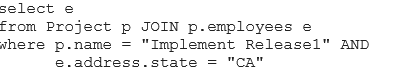 select e
from Project p JOIN p.employees e
where p.name = "Implement Release1" AND
e.address.state = "CA"